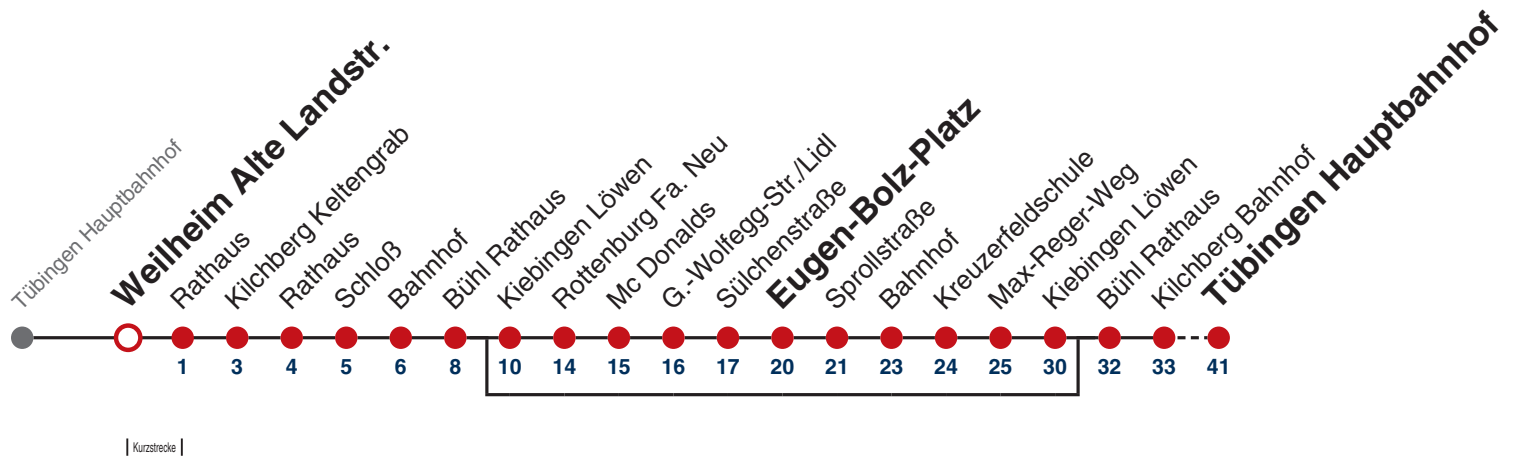 Tübingen Hauptbahnhof
Weilheim Alte Landstr.
Rathaus
Kilchberg Keltengrab
Rathaus
Schloß
Bahnhof
Bühl Rathaus
Kiebingen Löwen
Rottenburg Fa. Neu
Mc Donalds
G.-Wolfegg-Str./Lidl
Sülchenstraße
Eugen-Bolz-Platz
Sprollstraße
Bahnhof
Kreuzerfeldschule
Max-Reger-Weg
Kiebingen Löwen
Bühl Rathaus
Kilchberg Bahnhof
Tübingen Hauptbahnhof
1 3 4 5 6 8 10 14 15 16 17 20 21 23 24 25 30 32 33 41
Kurzstrecke